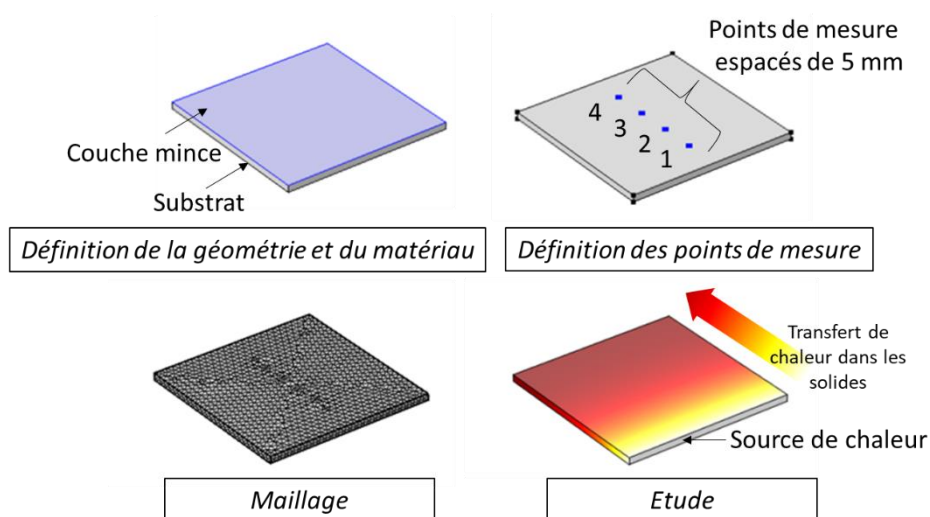 Couche mince
Substrat
Définition de la géométrie et du matériau
Points de mesure
espacés de 5 mm
4
3
2
1
Définition des points de mesure
Maillage
Transfert de
chaleur dans les
solides
Source de chaleur
Etude